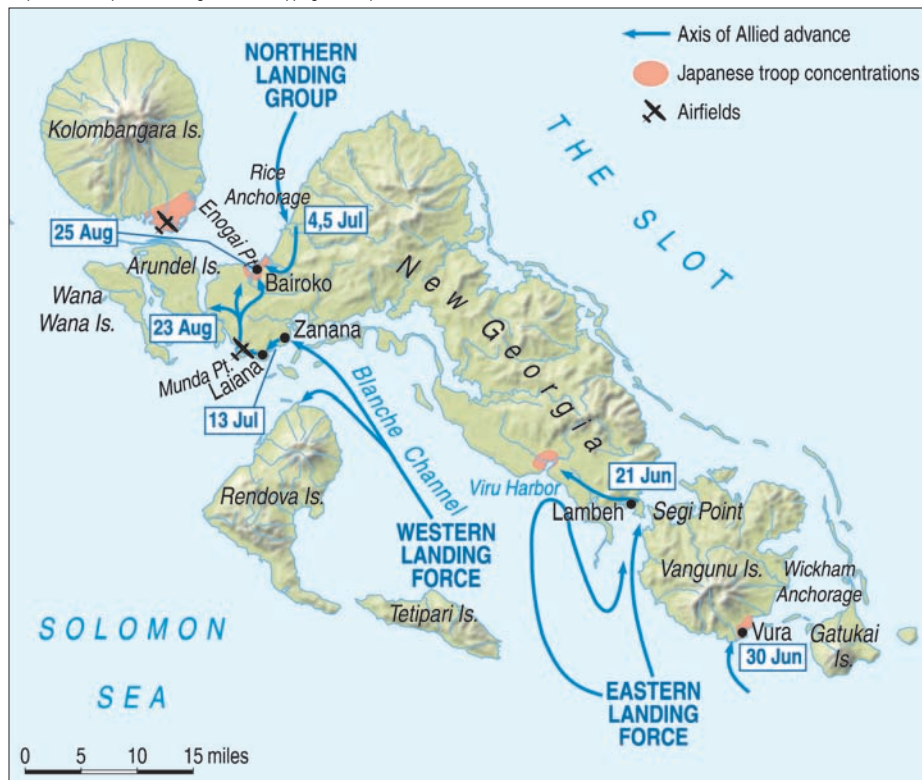 NORTHERN
LANDING
GROUP
Axis of Allied advance
Japanese troop concentrations
Airfields
Kolombangara Is.
Rice
Anchorage
THE SLOT
Enogai Pt.
25 Aug
4,5 Jul
Arundel Is.
Bairoko
Wana
Wana Is.
New Georgia
23 Aug
Zanana
Munda Pt.
Laiana
13 Jul
Blanche Channel
Rendova Is.
Viru Harbor
21 Jun
Lambeh
Segi Point
WESTERN
LANDING
FORCE
Vangunu Is.
Wickham
Anchorage
Tetipari Is.
SOLOMON
SEA
Vura
Gatukai
Is.
30 Jun
EASTERN
LANDING
FORCE
0 5 10 15 miles